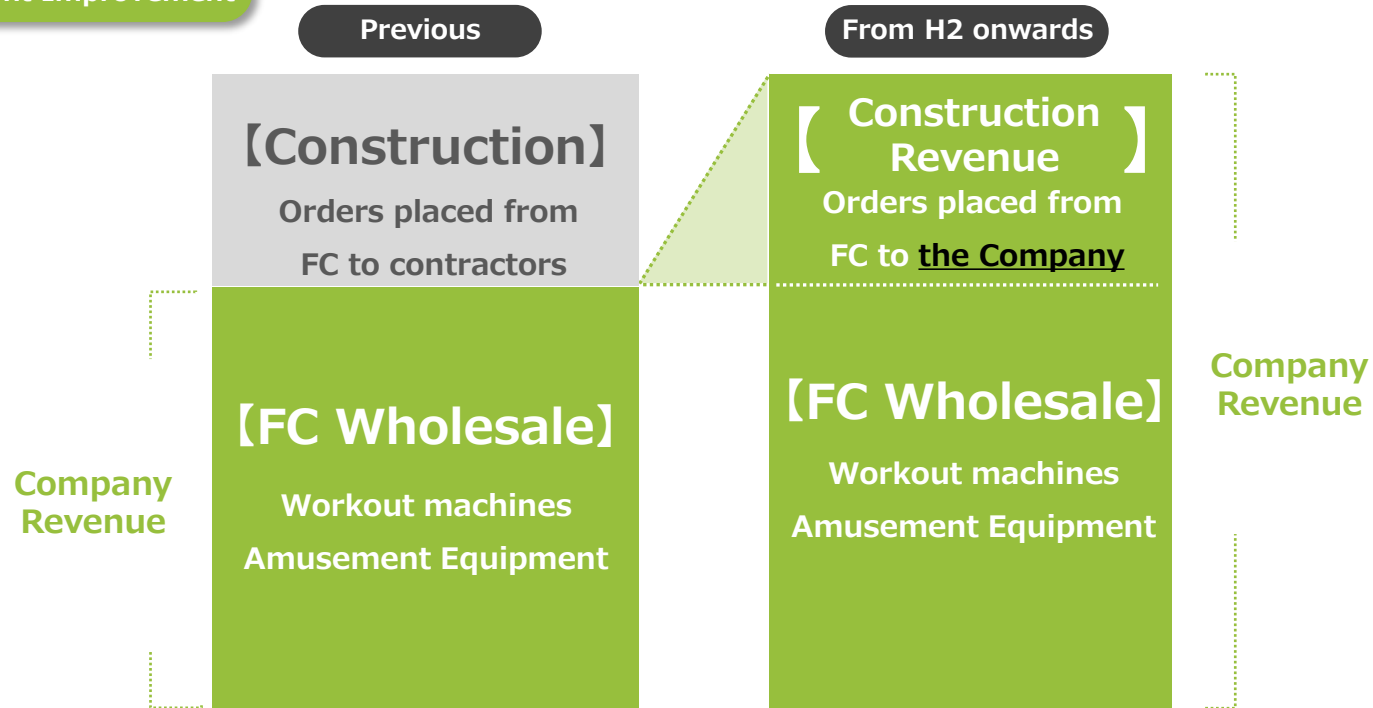 Improvement
Previous
From H2 onwards
【Construction】
Orders placed from
FC to contractors
【Construction
Revenue】
Orders placed from
FC to the Company
【FC Wholesale】
Workout machines
Amusement Equipment
【FC Wholesale】
Workout machines
Amusement Equipment
Company
Revenue
Company
Revenue